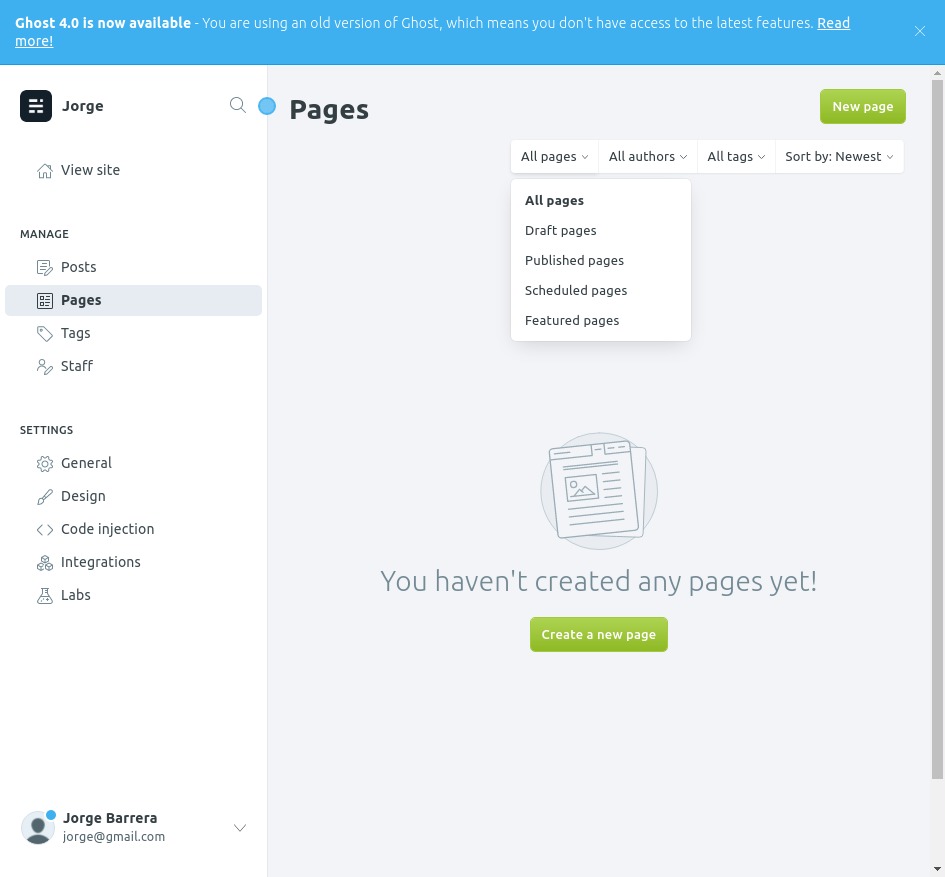 Ghost 4.0 is now available - You are using an old version of Ghost, which means you don't have access to the latest features. Read
more!
Jorge
View site
MANAGE
Posts
Pages
Tags
Staff
SETTINGS
General
Design
Code injection
Integrations
Labs
Jorge Barrera
jorge@gmail.com
Pages
New page
All pages
All authors
All tags
Sort by: Newest
All pages
Draft pages
Published pages
Scheduled pages
Featured pages
You haven't created any pages yet!
Create a new page